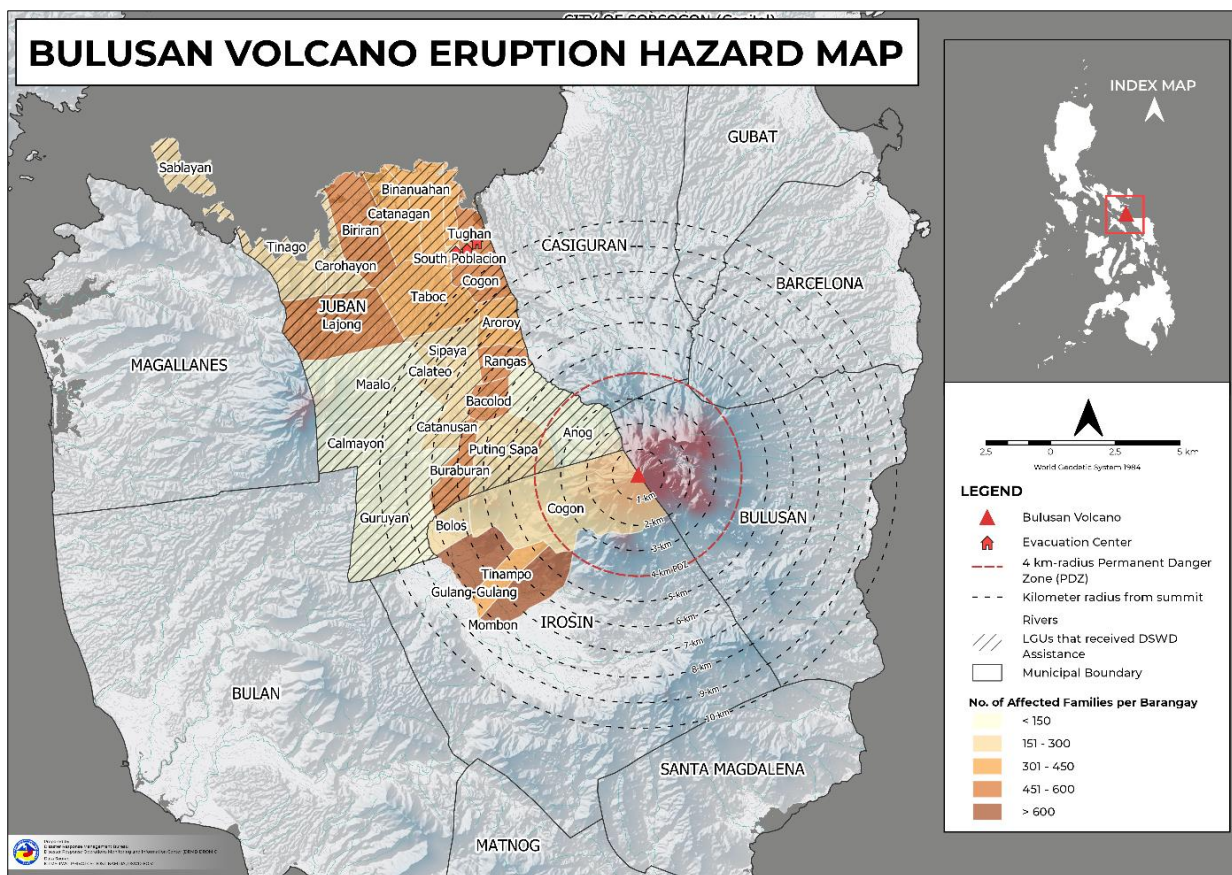 CITY OF SORSOGON (Capital)
BULUSAN VOLCANO ERUPTION HAZARD MAP
INDEX MAP
GUBAT
Sablayan
Binanuahan
Catanagan
Biriran
Tughan
Tinago
CASIGURAN
South Poblacion
Carohayon
Cogon
BARCELONA
Taboc
JUBAN
Lajong
Aroroy
Sipaya
Rangas
MAGALLANES
Calateo
Maalo
Bacolod
Catanusan
Anog
Calmayon
Puting Sapa
Buraburan
1-km
Cogon
Guruyan
BULUSAN
Bolos
2-km
3-km
4-km PDZ
Tinampo
Gulang-Gulang
5-km
Mombon
IROSIN
6-km
7-km
8-km
BULAN
9-km
10-km
SANTA MAGDALENA
MATNOG
2.5 0 2.5 5 km
World Geodetic System 1984
LEGEND
Bulusan Volcano
Evacuation Center
4 km-radius Permanent Danger
Zone (PDZ)
Kilometer radius from summit
Rivers
LGUs that received DSWD
Assistance
Municipal Boundary
No. of Affected Families per Barangay
< 150
151 - 300
301 - 450
451 - 600
> 600